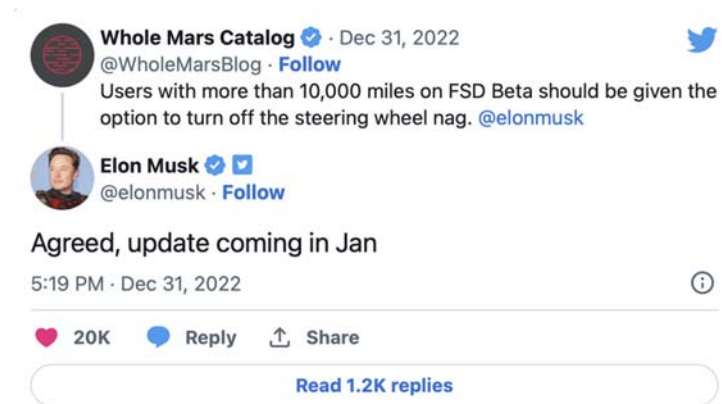 Whole Mars Catalog · Dec 31, 2022
@WholeMarsBlog · Follow
Users with more than 10,000 miles on FSD Beta should be given the
option to turn off the steering wheel nag. @elonmusk
Elon Musk
@elonmusk · Follow
Agreed, update coming in Jan
5:19 PM · Dec 31, 2022
20K Reply Share
Read 1.2K replies